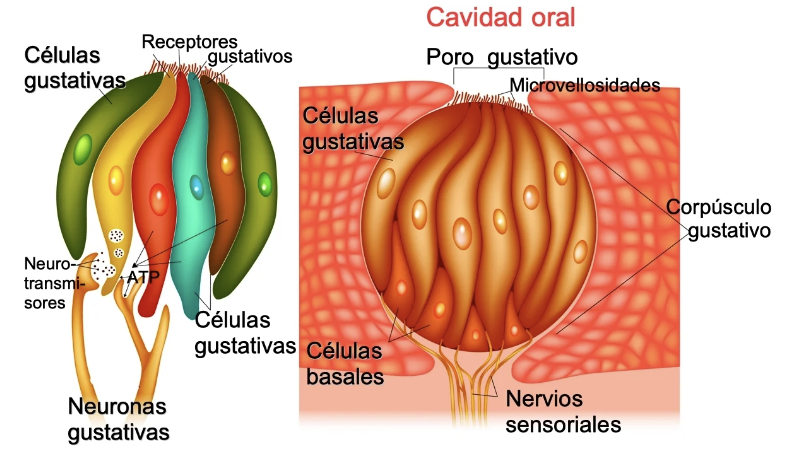 Cavidad oral
Células
gustativas
Receptores
gustativos
Neuro-
transmi-
sores
ATP
Células
gustativas
Neuronas
gustativas
Poro gustativo
Microvellosidades
Células
gustativas
Corpúsculo
gustativo
Células
basales
Nervios
sensoriales